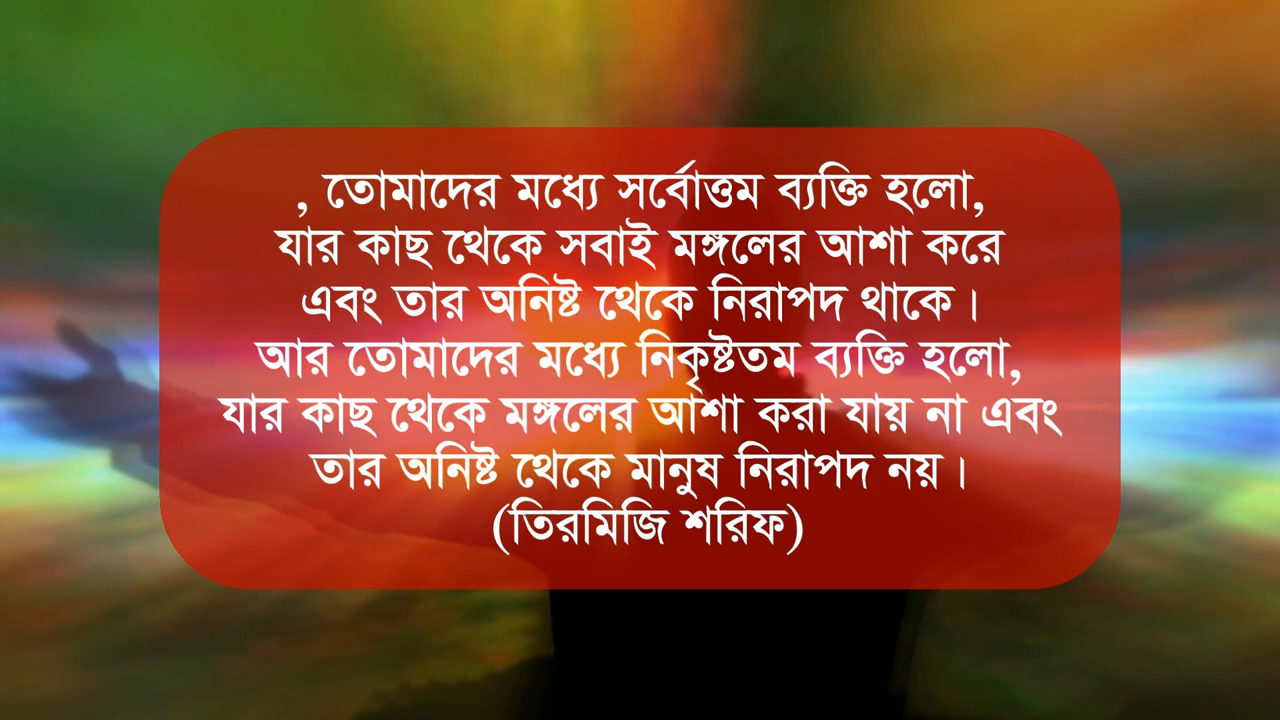 , তোমাদের মধ্যে সর্বোত্তম ব্যক্তি হলো,
যার কাছ থেকে সবাই মঙ্গলের আশা করে
এবং তার অনিষ্ট থেকে নিরাপদ থাকে।
আর তোমাদের মধ্যে নিকৃষ্টতম ব্যক্তি হলো,
যার কাছ থেকে মঙ্গলের আশা করা যায় না এবং
তার অনিষ্ট থেকে মানুষ নিরাপদ নয়।
(তিরমিজি শরিফ)